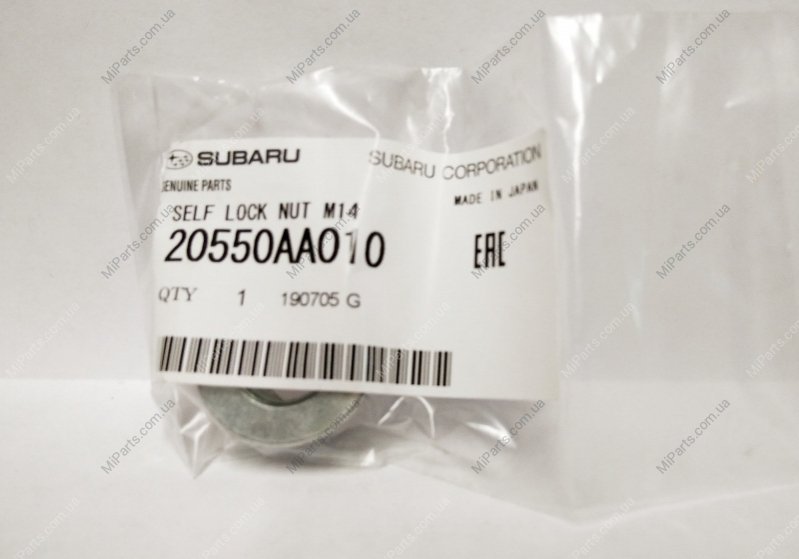 SUBARU
SUBARU CORPORATION
GENUINE PARTS
MADE IN JAPAN
SELF LOCK NUT M14
20550AA010
EAC
QTY 1 190705 G
MiParts.com.ua